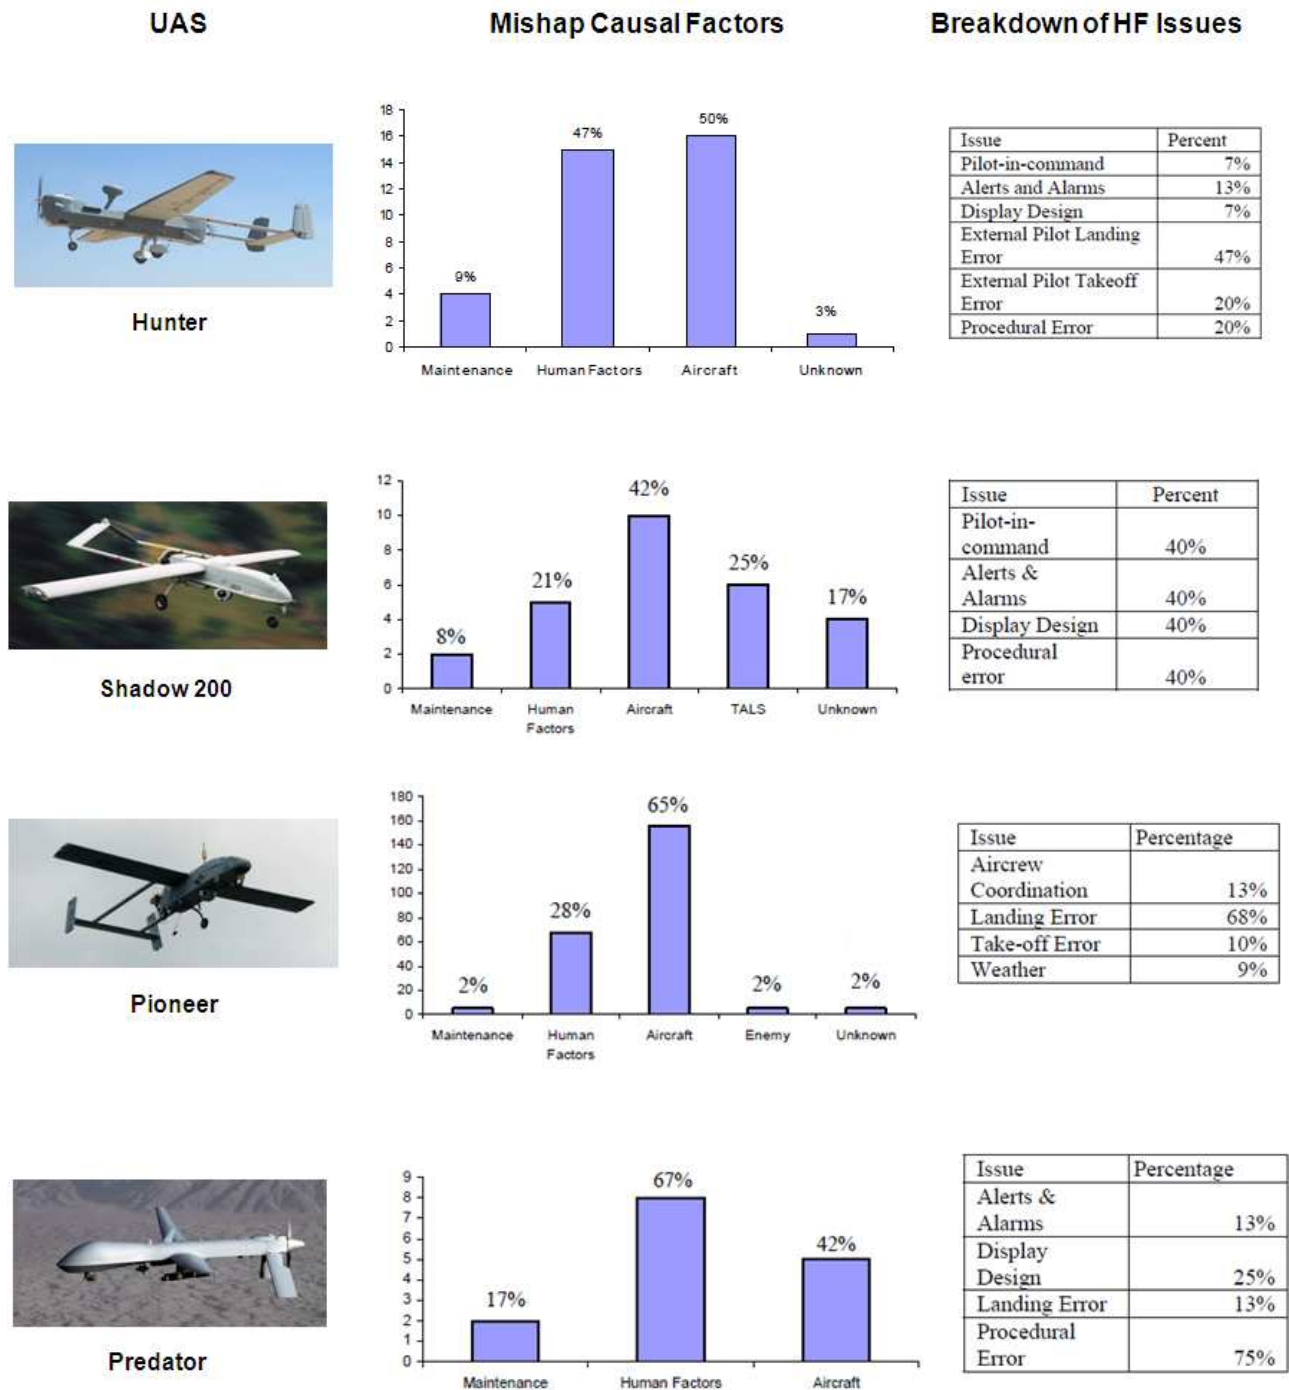 UAS Mishap Causal Factors Breakdown of HF Issues
Hunter
18
16
14
12
10
8
6
4
2
0
9%
47%
50%
3%
Maintenance Human Factors Aircraft Unknown
Issue Percent
Pilot-in-command 7%
Alerts and Alarms 13%
Display Design 7%
External Pilot Landing
Error 47%
External Pilot Takeoff
Error 20%
Procedural Error 20%
Shadow 200
12
10
8
6
4
2
0
8%
21%
42%
25%
17%
Maintenance Human Aircraft TALS Unknown
Factors
Issue Percent
Pilot-in-
command 40%
Alerts &
Alarms 40%
Display Design 40%
Procedural
error 40%
Pioneer
180
160
140
120
100
80
60
40
20
0
2%
28%
65%
2%
2%
Maintenance Human Aircraft Enemy Unknown
Factors
Issue Percentage
Aircrew
Coordination 13%
Landing Error 68%
Take-off Error 10%
Weather 9%
Predator
9
8
7
6
5
4
3
2
1
0
17%
67%
42%
Maintenance Human Factors Aircraft
Issue Percentage
Alerts &
Alarms 13%
Display
Design 25%
Landing Error 13%
Procedural
Error 75%